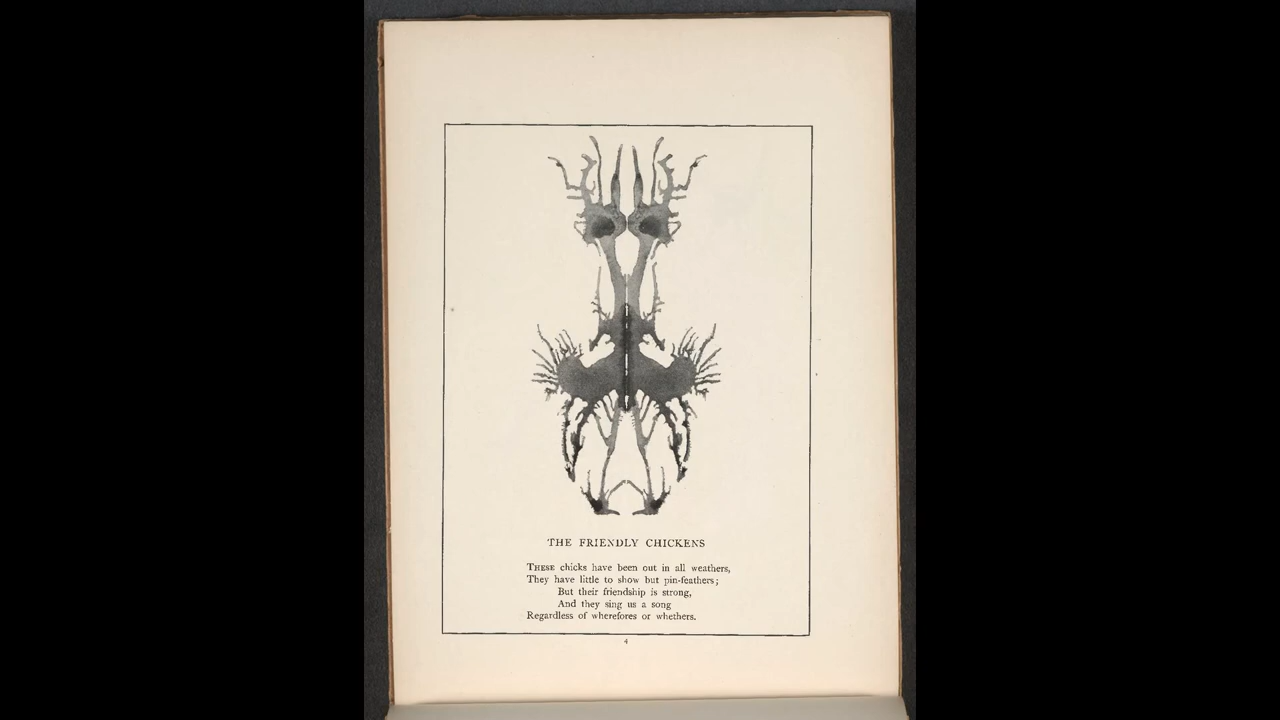 THE FRIENDLY CHICKENS
THESE chicks have been out in all weathers,
They have little to show but pin-feathers;
But their friendship is strong,
And they sing us a song
Regardless of wherefores or whethers.
4